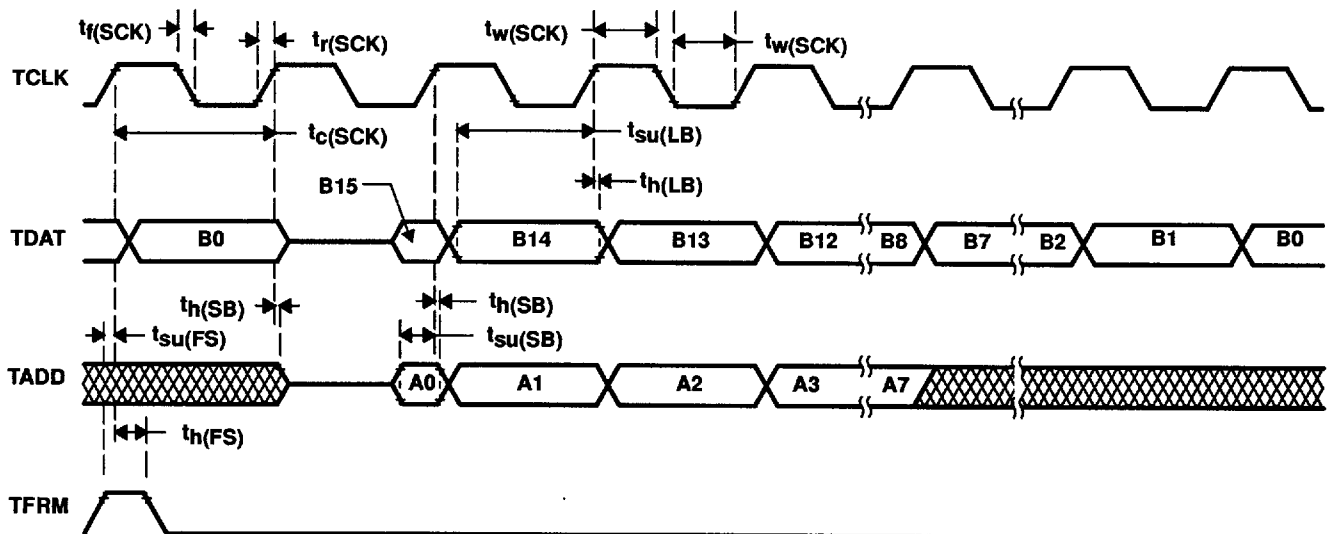 tf(SCK) tr(SCK) tw(SCK) tw(SCK)
TCLK
tc(SCK) tsu(LB)
B15 th(LB)
TDAT B0 B14 B13 B12 B8 B7 B2 B1 B0
th(SB) th(SB)
tsu(FS) tsu(SB)
TADD A0 A1 A2 A3 A7
th(FS)
TFRM